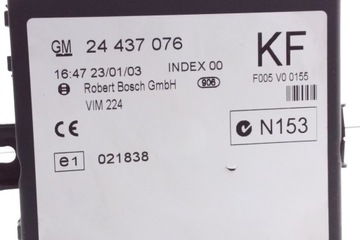 GM 24 437 076 KF
16:47 23/01/03 INDEX 00 F005 V0 0155
Robert Bosch GmbH 906
VIM 224
CE N153
e1 021838